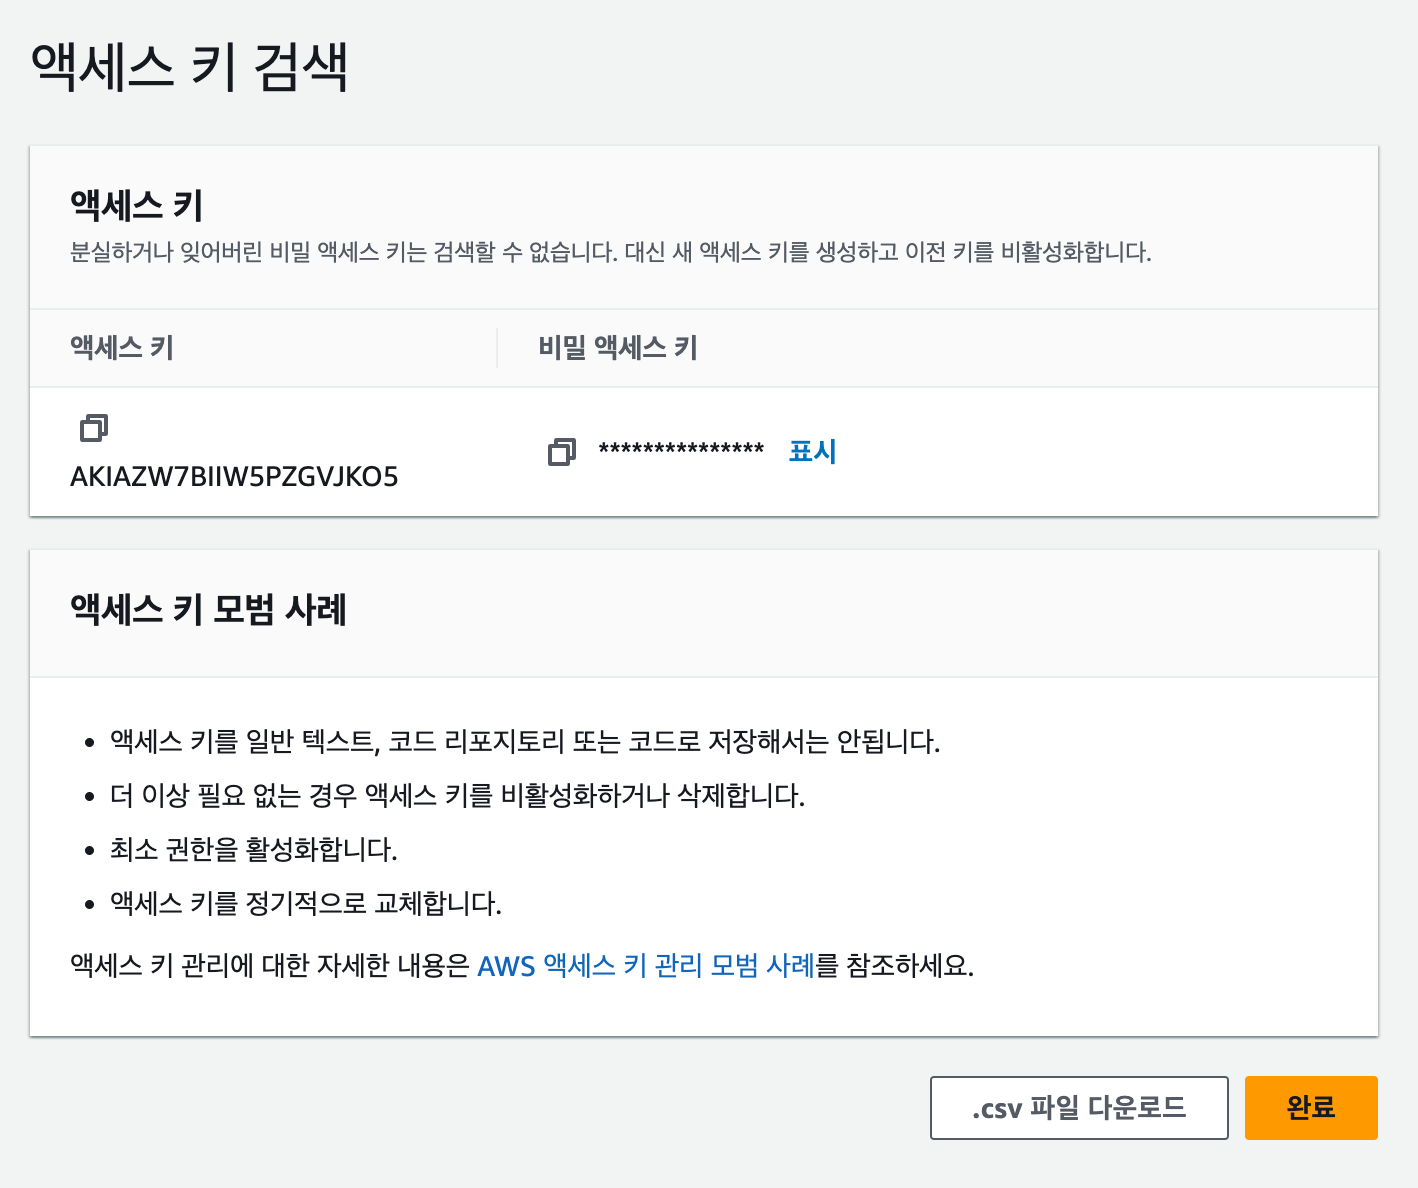 액세스 키 검색
액세스 키
분실하거나 잊어버린 비밀 액세스 키는 검색할 수 없습니다. 대신 새 액세스 키를 생성하고 이전 키를 비활성화합니다.
액세스 키
비밀 액세스 키
AKIAZW7BIIW5PZGVJKO5
*************** 표시
액세스 키 모범 사례
• 액세스 키를 일반 텍스트, 코드 리포지토리 또는 코드로 저장해서는 안됩니다.
• 더 이상 필요 없는 경우 액세스 키를 비활성화하거나 삭제합니다.
• 최소 권한을 활성화합니다.
• 액세스 키를 정기적으로 교체합니다.
액세스 키 관리에 대한 자세한 내용은 AWS 액세스 키 관리 모범 사례를 참조하세요.
.csv 파일 다운로드
완료